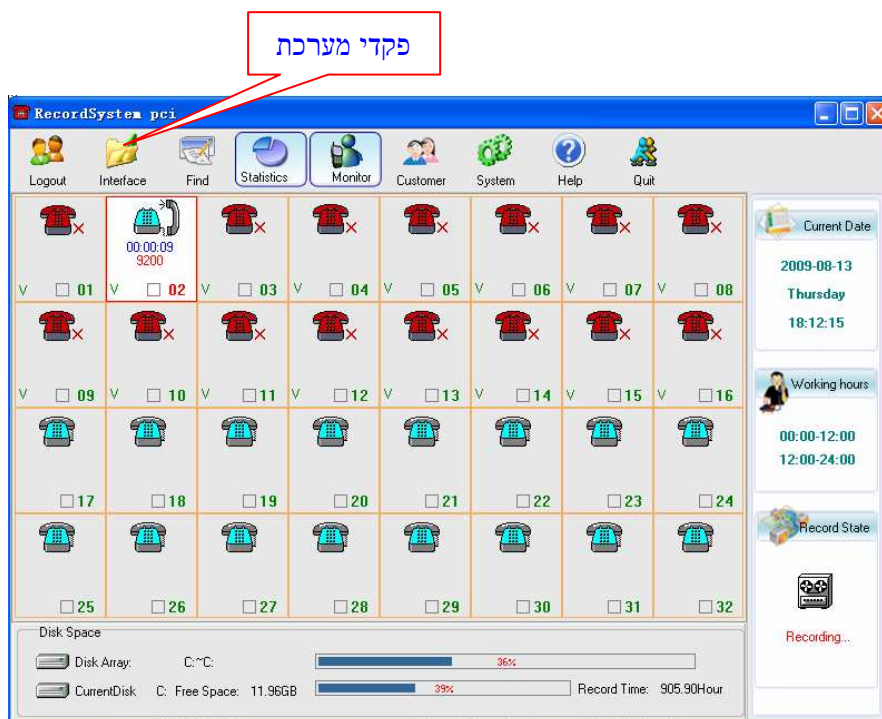 פקדי מערכת
RecordSystem pci
Logout Interface Find Statistics Monitor Customer System Help Quit
00:00:09
9200
V 01 V 02 V 03 V 04 V 05 V 06 V 07 V 08
V 09 V 10 V 11 V 12 V 13 V 14 V 15 V 16
17 18 19 20 21 22 23 24
25 26 27 28 29 30 31 32
Current Date
2009-08-13
Thursday
18:12:15
Working hours
00:00-12:00
12:00-24:00
Record State
Recording...
Disk Space
Disk Array: C:~C: 36%
CurrentDisk C: Free Space: 11.96GB 39% Record Time: 905.90Hour